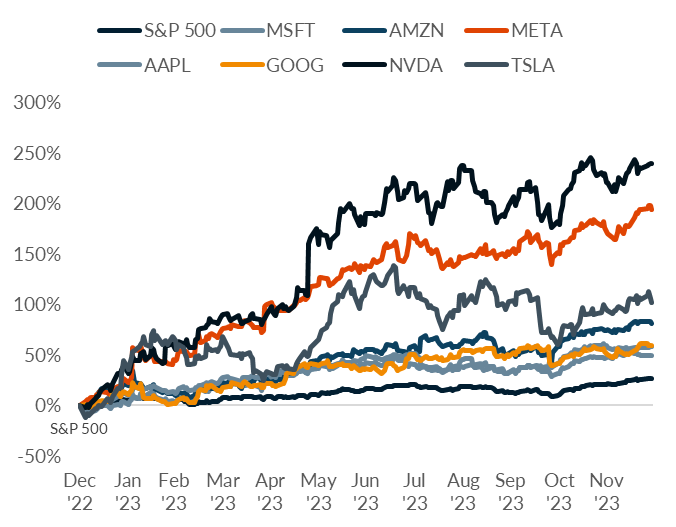 S&P 500 MSFT AMZN META
AAPL GOOG NVDA TSLA
300%
250%
200%
150%
100%
50%
0%
S&P 500
-50%
Dec Jan Feb Mar Apr May Jun Jul Aug Sep Oct Nov
'22 '23 '23 '23 '23 '23 '23 '23 '23 '23 '23 '23